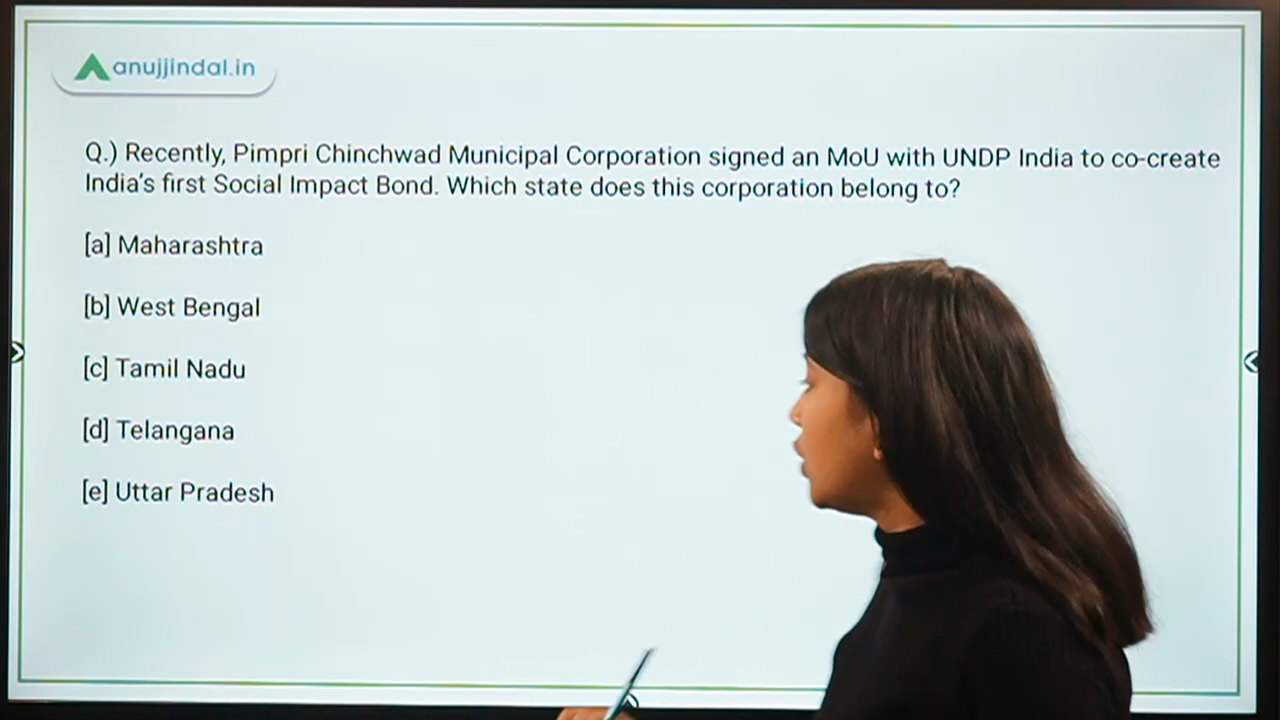 anujjindal.in
Q.) Recently, Pimpri Chinchwad Municipal Corporation signed an MoU with UNDP India to co-create
India's first Social Impact Bond. Which state does this corporation belong to?
[a] Maharashtra
[b] West Bengal
[c] Tamil Nadu
[d] Telangana
[e] Uttar Pradesh